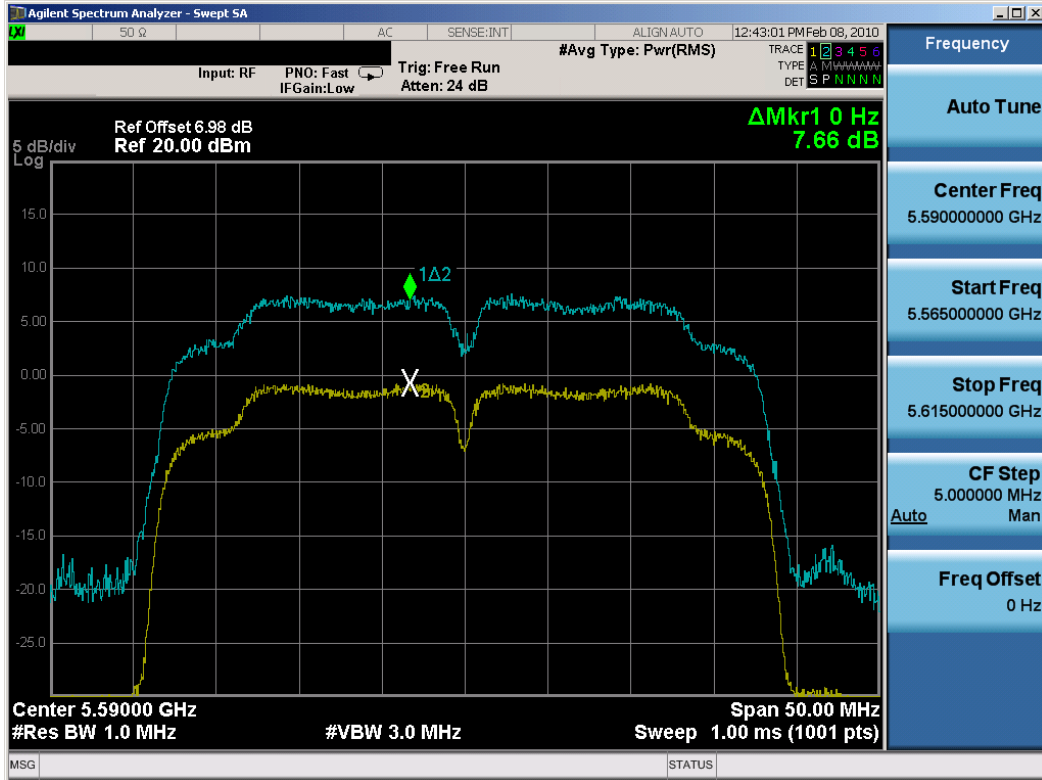 Agilent Spectrum Analyzer - Swept SA
LXI 50 Ω AC SENSE:INT ALIGN AUTO 12:43:01 PM Feb 08, 2010
#Avg Type: Pwr(RMS) TRACE 1 2 3 4 5 6
Input: RF PNO: Fast Trig: Free Run TYPE A M W W W W
IFGain:Low Atten: 24 dB DET S P N N N N
ΔMkr1 0 Hz
7.66 dB
Ref Offset 6.98 dB
5 dB/div Ref 20.00 dBm
Log
15.0
10.0
1Δ2
5.00
0.00
X2
-5.00
-10.0
-15.0
-20.0
-25.0
Center 5.59000 GHz Span 50.00 MHz
#Res BW 1.0 MHz #VBW 3.0 MHz Sweep 1.00 ms (1001 pts)
MSG STATUS
Frequency
Auto Tune
Center Freq
5.590000000 GHz
Start Freq
5.565000000 GHz
Stop Freq
5.615000000 GHz
CF Step
5.000000 MHz
Auto Man
Freq Offset
0 Hz